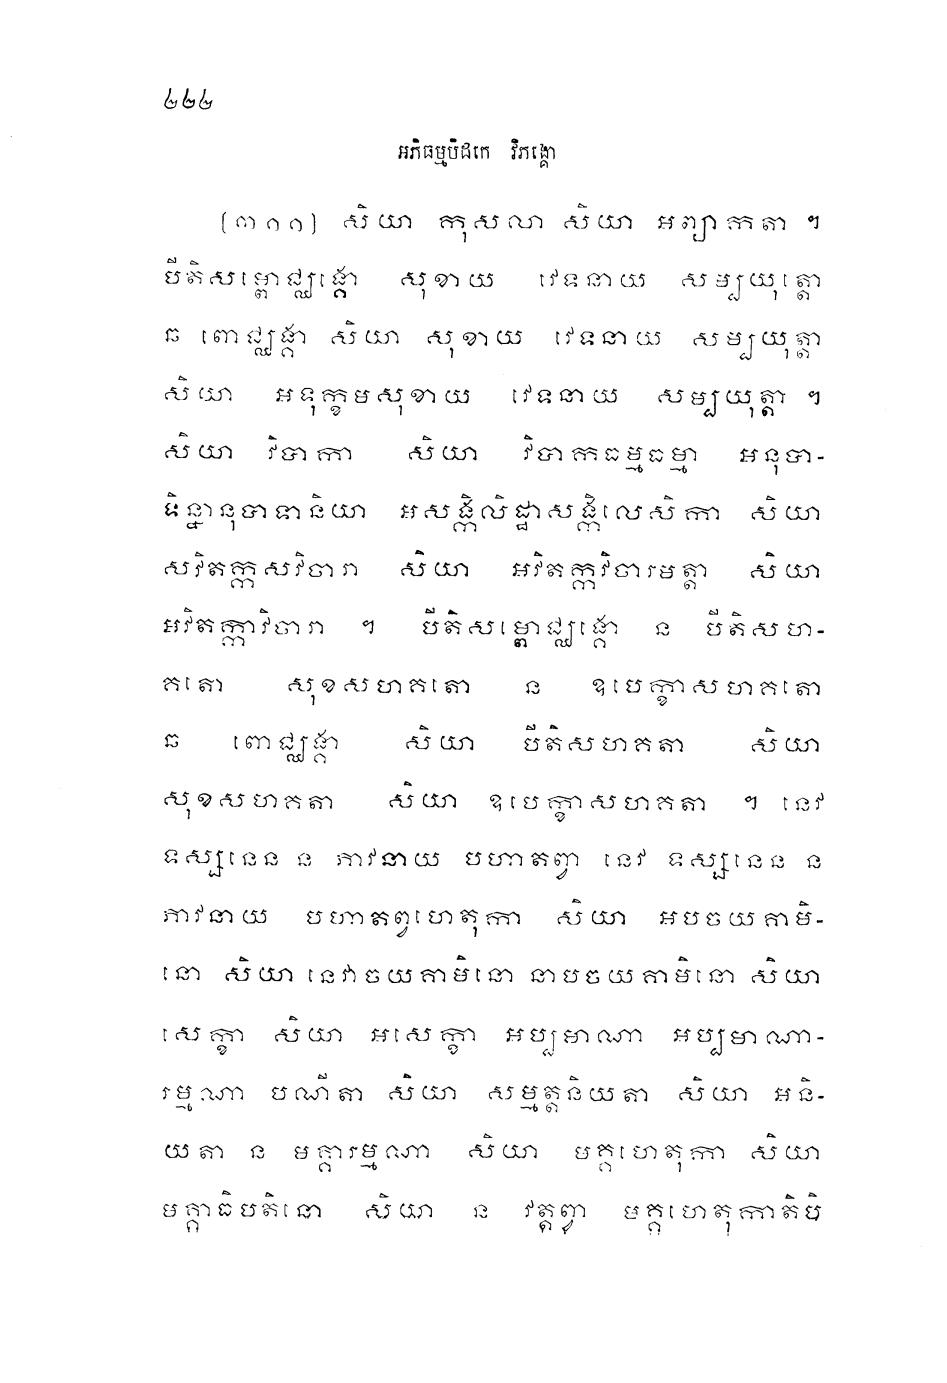 ២២២
អភិធម្មបិដកេ វិភង្គោ
(៣១១) សិយា កុសលា សិយា អព្យាកតា ។
បីតិសម្ពោជ្ឈង្គោ សុខាយ វេទនាយ សម្បយុត្តោ
ឆ ពោជ្ឈង្គា សិយា សុខាយ វេទនាយ សម្បយុត្តា
សិយា អទុក្ខមសុខាយ វេទនាយ សម្បយុត្តា ។
សិយា វិបាកា សិយា វិបាកធម្មធម្មា អនុបា-
ទិន្នានុបាទានិយា អសង្កិលិដ្ឋាសង្កិលេសិកា សិយា
សវិតក្កសវិចារា សិយា អវិតក្កវិចារមត្តា សិយា
អវិតក្កាវិចារា ។ បីតិសម្ពោជ្ឈង្គោ ន បីតិសហ-
គតោ សុខសហគតោ ន ឧបេក្ខាសហគតោ
ឆ ពោជ្ឈង្គា សិយា បីតិសហគតា សិយា
សុខសហគតា សិយា ឧបេក្ខាសហគតា ។ នេវ
ទស្សនេន ន ភាវនាយ បហាតព្វា នេវ ទស្សនេន ន
ភាវនាយ បហាតព្វហេតុកា សិយា អបចយគាមិ-
នោ សិយា នេវាចយគាមិនោ នាបចយគាមិនោ សិយា
សេក្ខា សិយា អសេក្ខា អប្បមាណា អប្បមាណា-
រម្មណា បណីតា សិយា សម្មត្តនិយតា សិយា អនិ-
យតា ន មគ្គារម្មណា សិយា មគ្គហេតុកា សិយា
មគ្គាធិបតិនោ សិយា ន វត្តព្វា មគ្គហេតុកាតិបិ